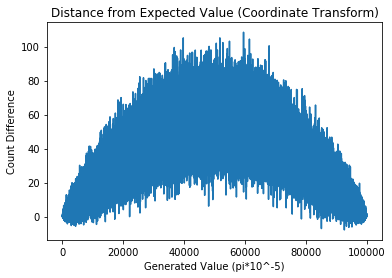 Distance from Expected Value (Coordinate Transform)
100
80
60
40
20
0
Count Difference
0 20000 40000 60000 80000 100000
Generated Value (pi*10^-5)